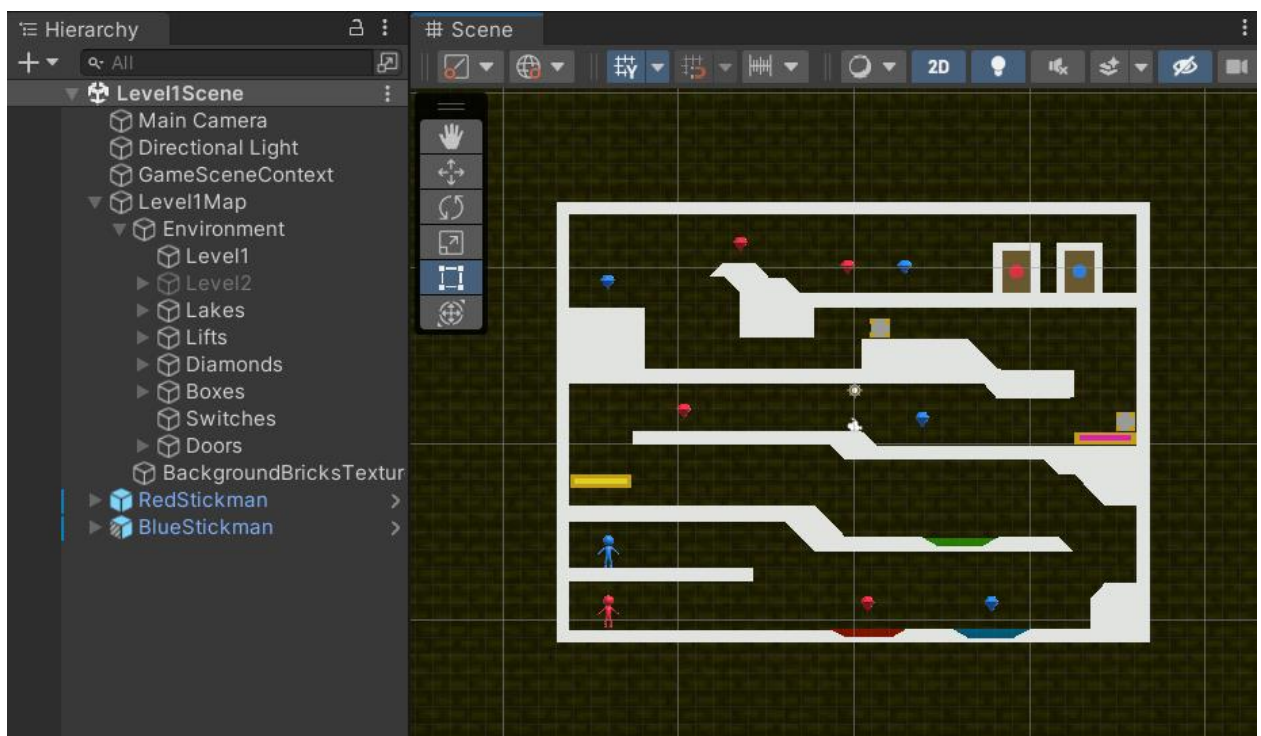 Hierarchy
All
Level1Scene
Main Camera
Directional Light
GameSceneContext
Level1Map
Environment
Level1
Level2
Lakes
Lifts
Diamonds
Boxes
Switches
Doors
BackgroundBricksTextur
RedStickman
BlueStickman
Scene
2D